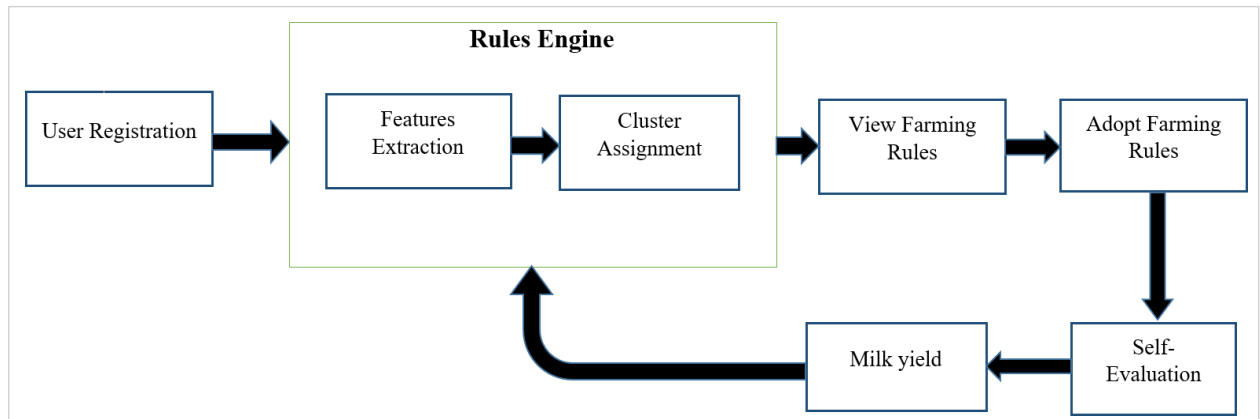 Rules Engine
User Registration
Features
Extraction
Cluster
Assignment
View Farming
Rules
Adopt Farming
Rules
Self-
Evaluation
Milk yield